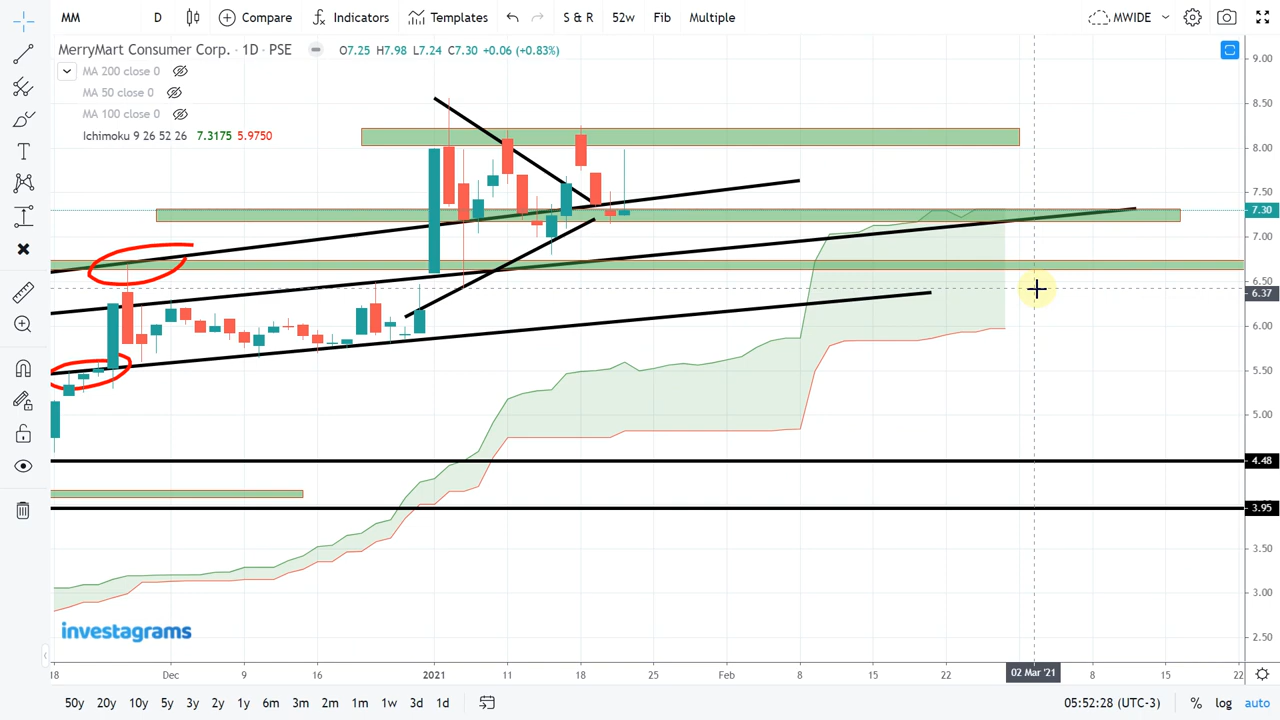 MM D Compare Indicators Templates S & R 52w Fib Multiple MWIDE
MerryMart Consumer Corp. · 1D · PSE O7.25 H7.98 L7.24 C7.30 +0.06 (+0.83%)
MA 200 close 0
MA 50 close 0
MA 100 close 0
Ichimoku 9 26 52 26 7.3175 5.9750
9.00
8.50
8.00
7.50
7.30
7.00
6.50
6.37
6.00
5.50
5.00
4.48
3.95
3.50
3.00
2.50
investagrams
18 Dec 9 16 2021 11 18 25 Feb 8 15 22 02 Mar '21 8 15 22
50y 20y 10y 5y 3y 2y 1y 6m 3m 2m 1m 1w 3d 1d 05:52:28 (UTC-3) % log auto